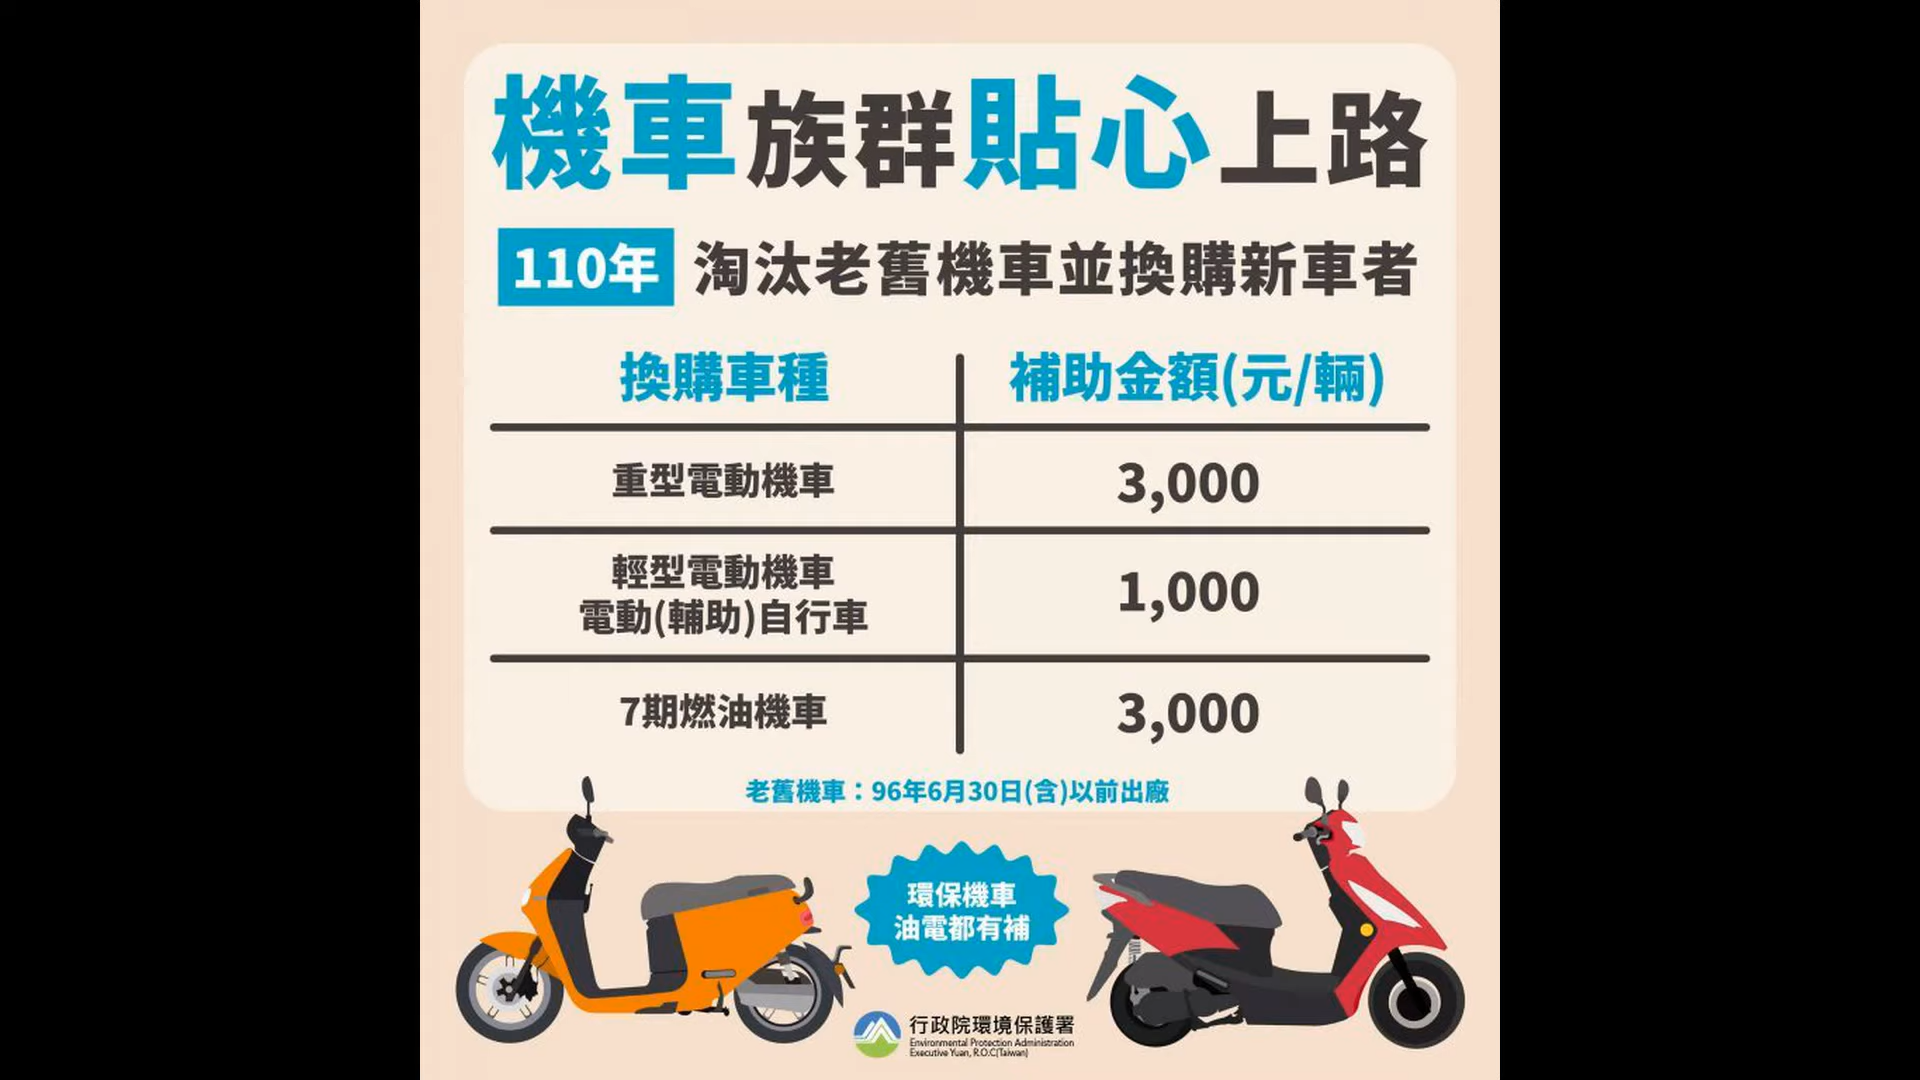 機車族群貼心上路
110年 淘汰老舊機車並換購新車者
換購車種 補助金額(元/輛)
重型電動機車 3,000
輕型電動機車
電動(輔助)自行車 1,000
7期燃油機車 3,000
老舊機車：96年6月30日(含)以前出廠
環保機車
油電都有補
行政院環境保護署
Environmental Protection Administration
Executive Yuan, R.O.C(Taiwan)